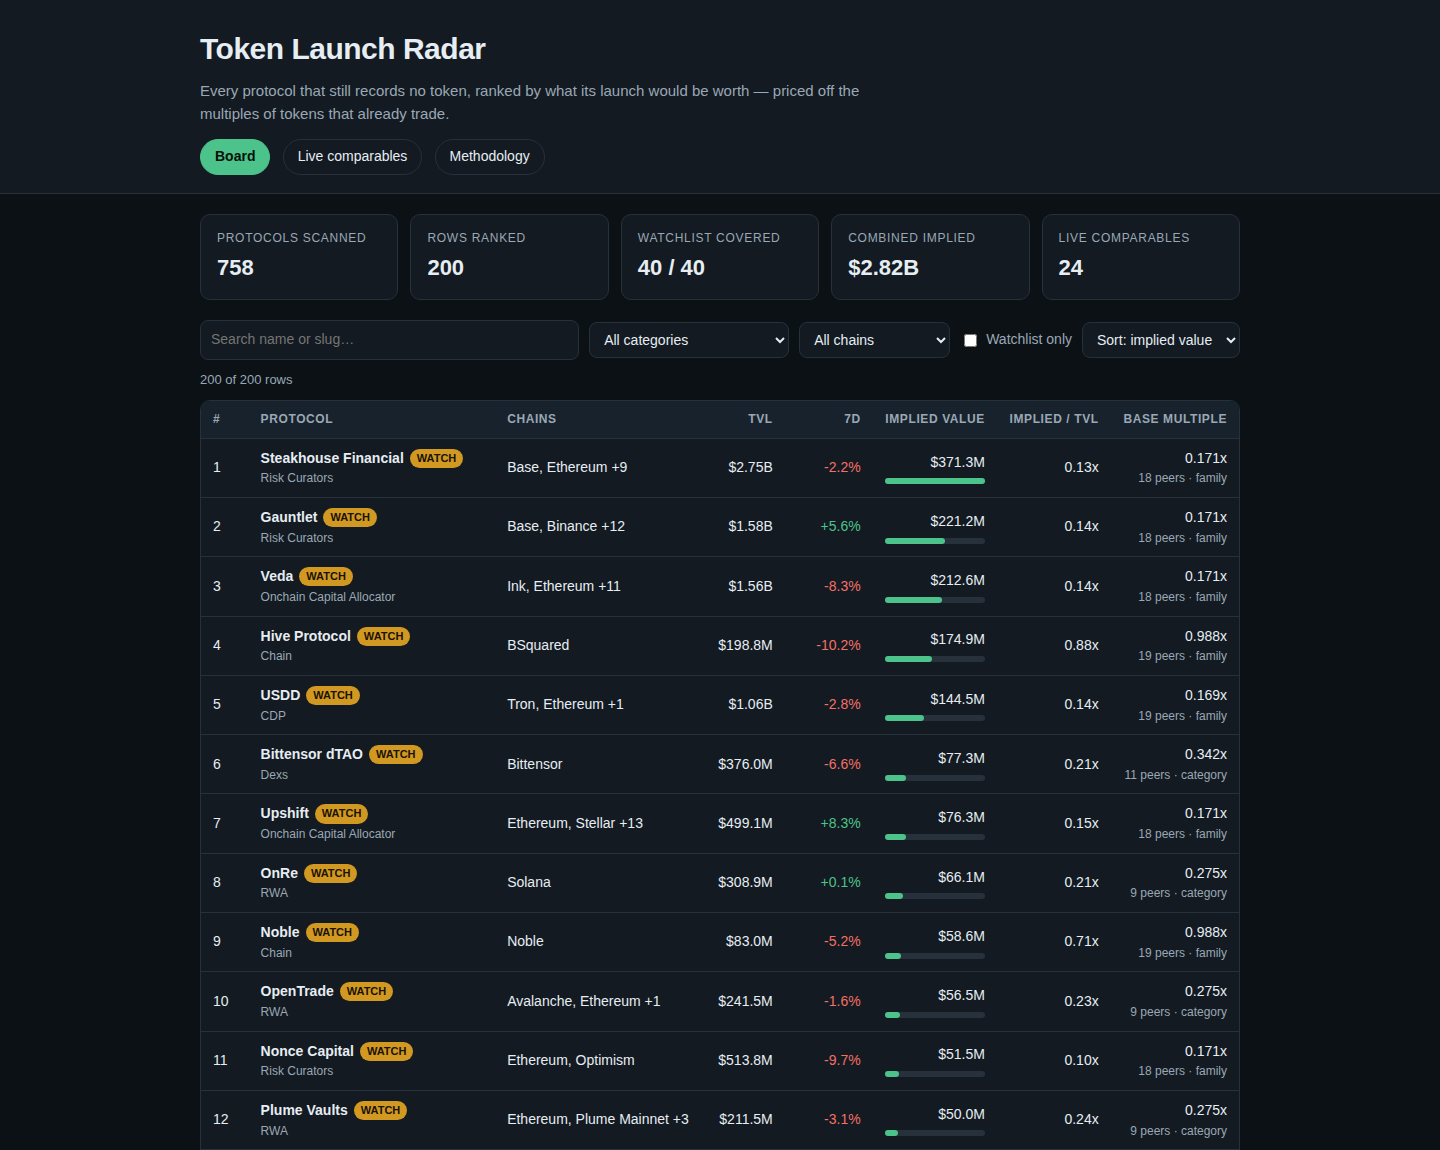 Token Launch Radar
Every protocol that still records no token, ranked by what its launch would be worth — priced off the
multiples of tokens that already trade.
Board Live comparables Methodology
PROTOCOLS SCANNED ROWS RANKED WATCHLIST COVERED COMBINED IMPLIED LIVE COMPARABLES
758 200 40 / 40 $2.82B 24
Search name or slug… All categories All chains Watchlist only Sort: implied value
200 of 200 rows
# PROTOCOL CHAINS TVL 7D IMPLIED VALUE IMPLIED / TVL BASE MULTIPLE
1 Steakhouse Financial WATCH Base, Ethereum +9 $2.75B -2.2% $371.3M 0.13x 0.171x
Risk Curators 18 peers · family
2 Gauntlet WATCH Base, Binance +12 $1.58B +5.6% $221.2M 0.14x 0.171x
Risk Curators 18 peers · family
3 Veda WATCH Ink, Ethereum +11 $1.56B -8.3% $212.6M 0.14x 0.171x
Onchain Capital Allocator 18 peers · family
4 Hive Protocol WATCH BSquared $198.8M -10.2% $174.9M 0.88x 0.988x
Chain 19 peers · family
5 USDD WATCH Tron, Ethereum +1 $1.06B -2.8% $144.5M 0.14x 0.169x
CDP 19 peers · family
6 Bittensor dTAO WATCH Bittensor $376.0M -6.6% $77.3M 0.21x 0.342x
Dexs 11 peers · category
7 Upshift WATCH Ethereum, Stellar +13 $499.1M +8.3% $76.3M 0.15x 0.171x
Onchain Capital Allocator 18 peers · family
8 OnRe WATCH Solana $308.9M +0.1% $66.1M 0.21x 0.275x
RWA 9 peers · category
9 Noble WATCH Noble $83.0M -5.2% $58.6M 0.71x 0.988x
Chain 19 peers · family
10 OpenTrade WATCH Avalanche, Ethereum +1 $241.5M -1.6% $56.5M 0.23x 0.275x
RWA 9 peers · category
11 Nonce Capital WATCH Ethereum, Optimism $513.8M -9.7% $51.5M 0.10x 0.171x
Risk Curators 18 peers · family
12 Plume Vaults WATCH Ethereum, Plume Mainnet +3 $211.5M -3.1% $50.0M 0.24x 0.275x
RWA 9 peers · category